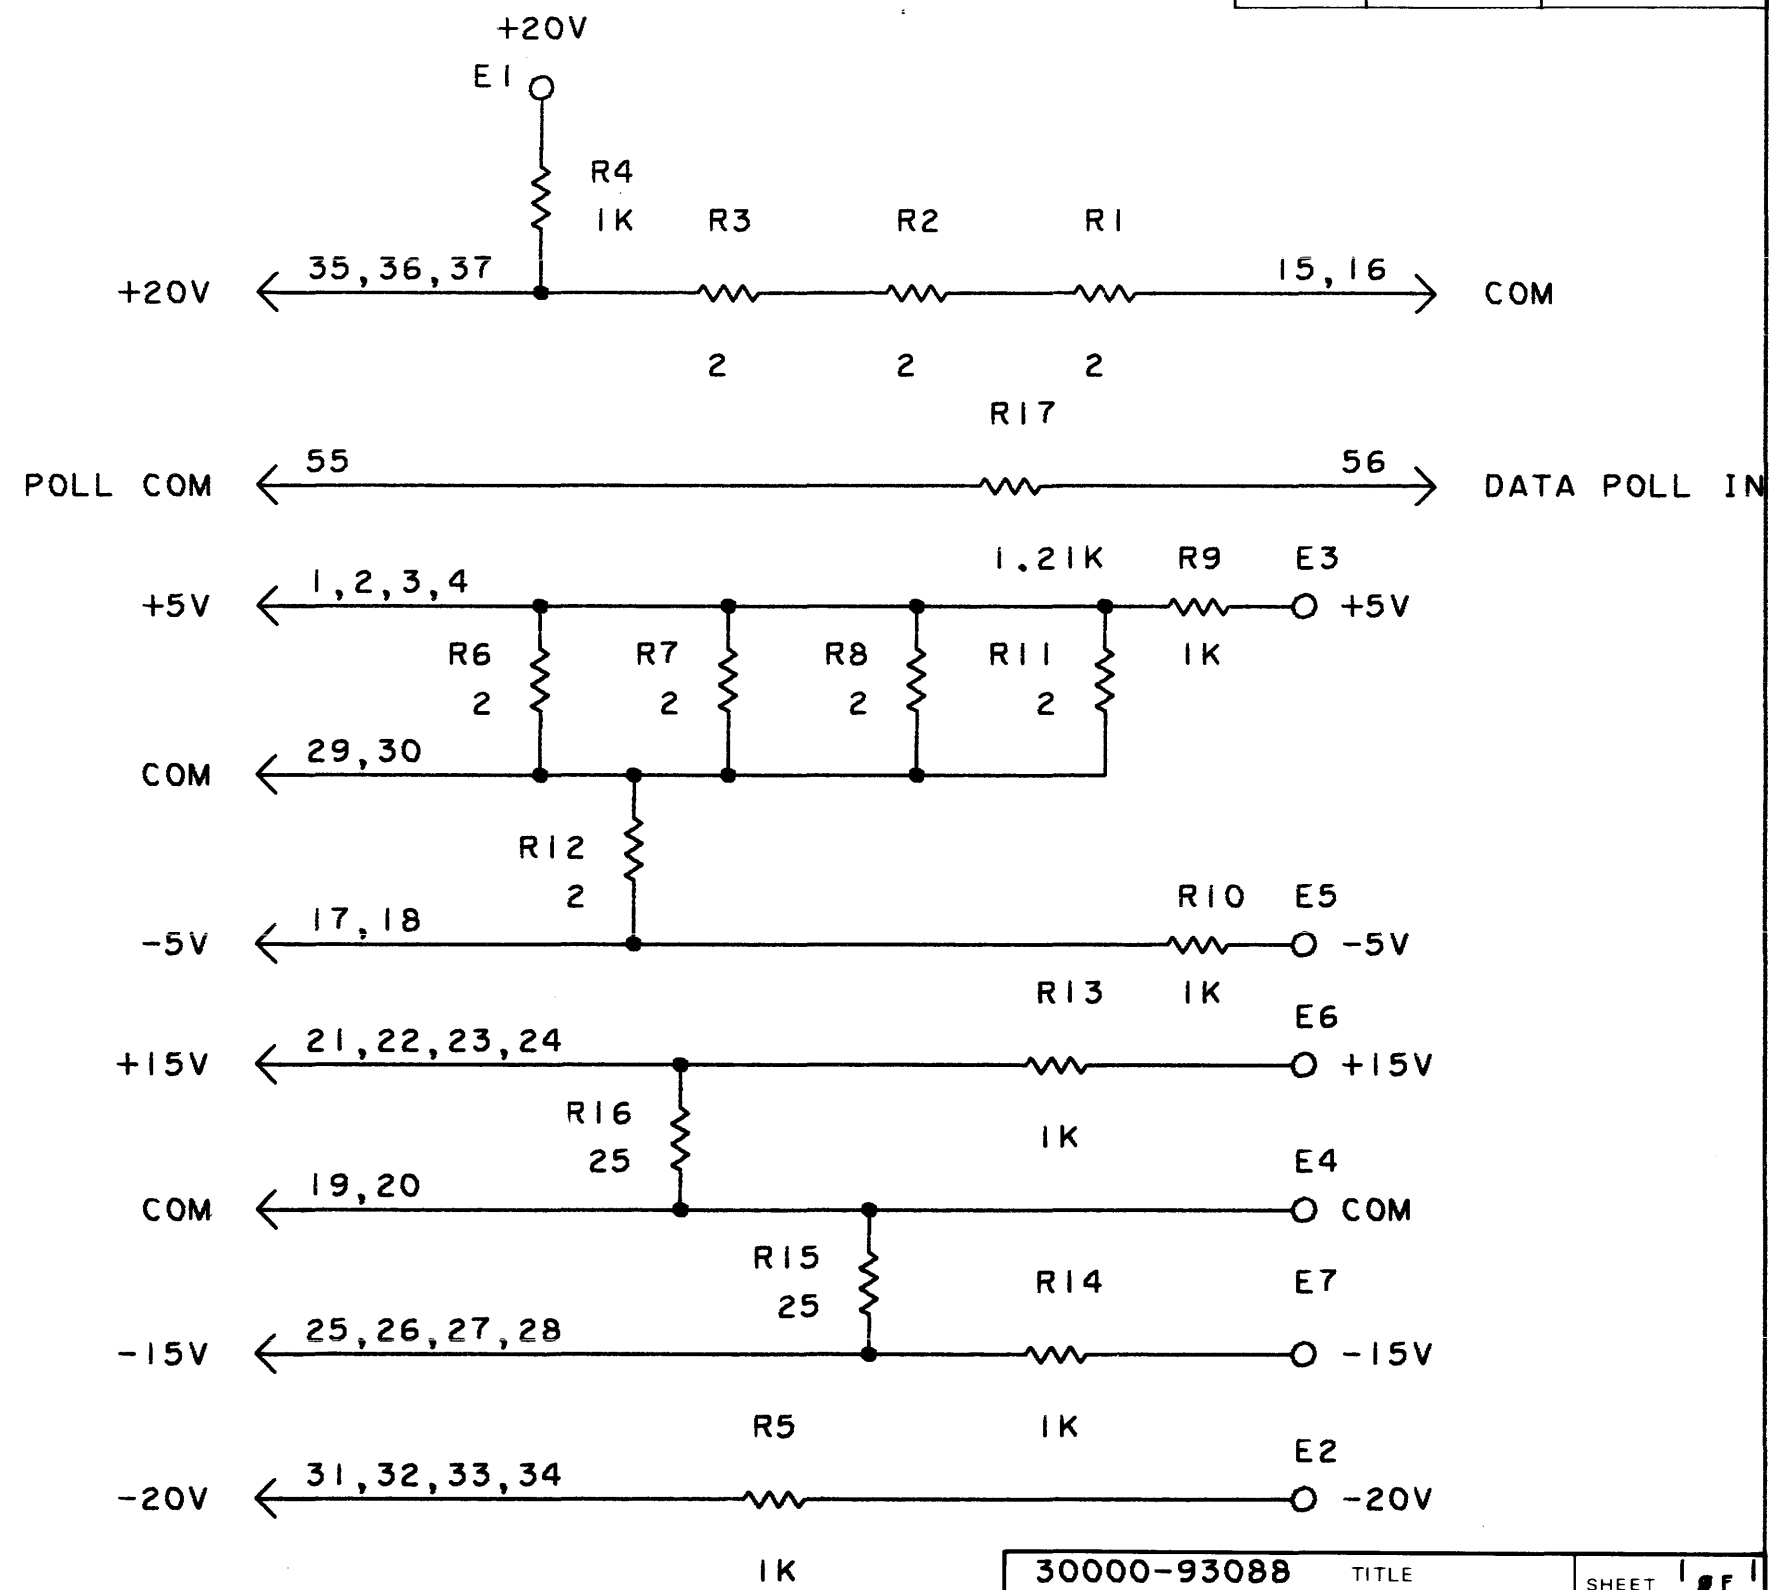 +20V
E1
R4
1K
R3
R2
R1
+20V
35,36,37
15,16
COM
2
2
2
R17
POLL COM
55
56
DATA POLL IN
1.21K
R9
E3
+5V
1,2,3,4
+5V
R6
2
R7
2
R8
2
R11
2
1K
COM
29,30
R12
2
R10
E5
-5V
17,18
-5V
R13
1K
E6
+15V
21,22,23,24
+15V
R16
25
1K
E4
COM
19,20
COM
R15
25
R14
E7
-15V
25,26,27,28
-15V
R5
1K
E2
-20V
31,32,33,34
-20V
1K
30000-93088
TITLE
SHEET 1 OF 1